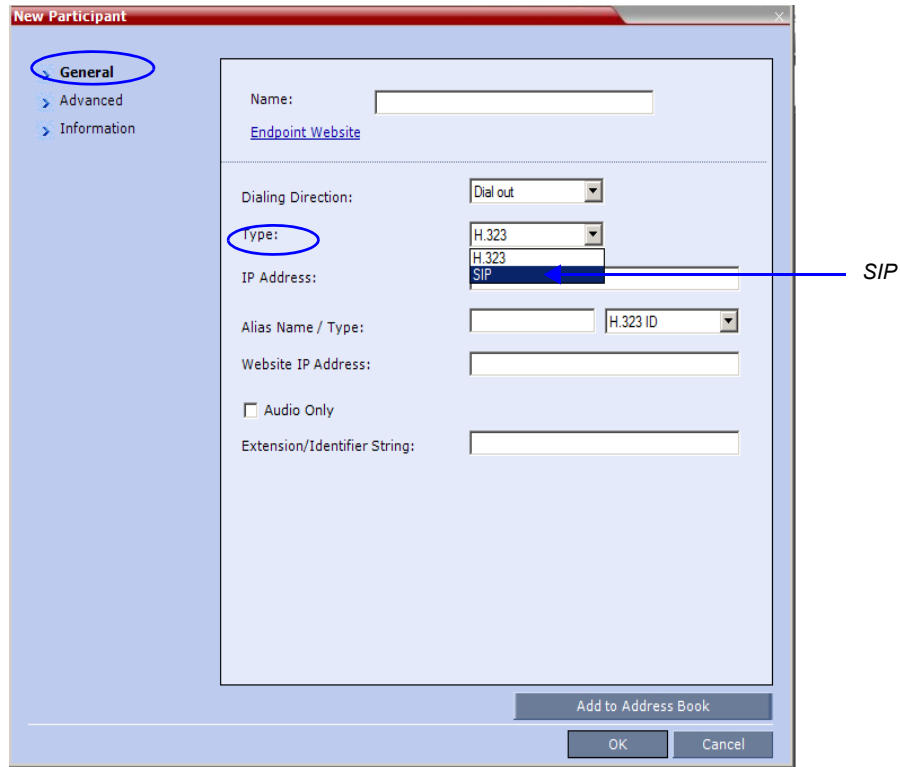 New Participant
General
Advanced
Information
Name:
Endpoint Website
Dialing Direction: Dial out
Type: H.323
H.323
SIP
SIP
IP Address:
Alias Name / Type: H.323 ID
Website IP Address:
Audio Only
Extension/Identifier String:
Add to Address Book
OK Cancel